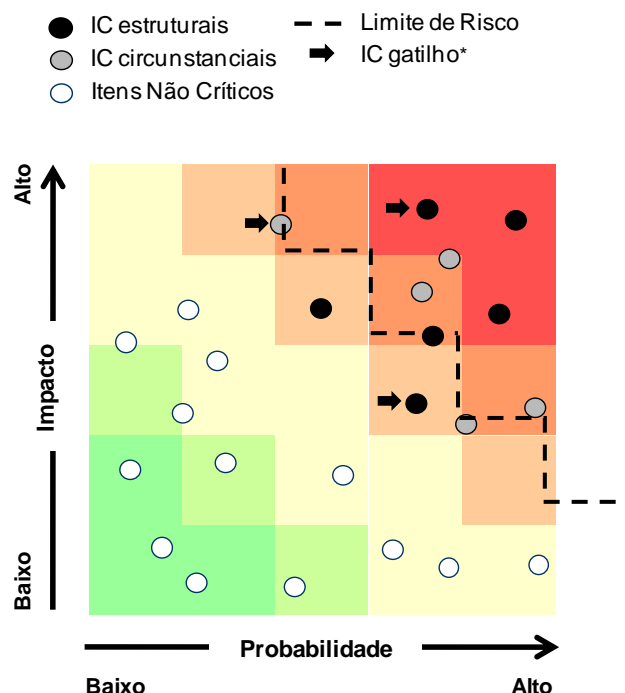 IC estruturais
Limite de Risco
IC circunstanciais
IC gatilho*
Itens Não Críticos
Alto
Impacto
Baixo
Probabilidade
Baixo
Alto